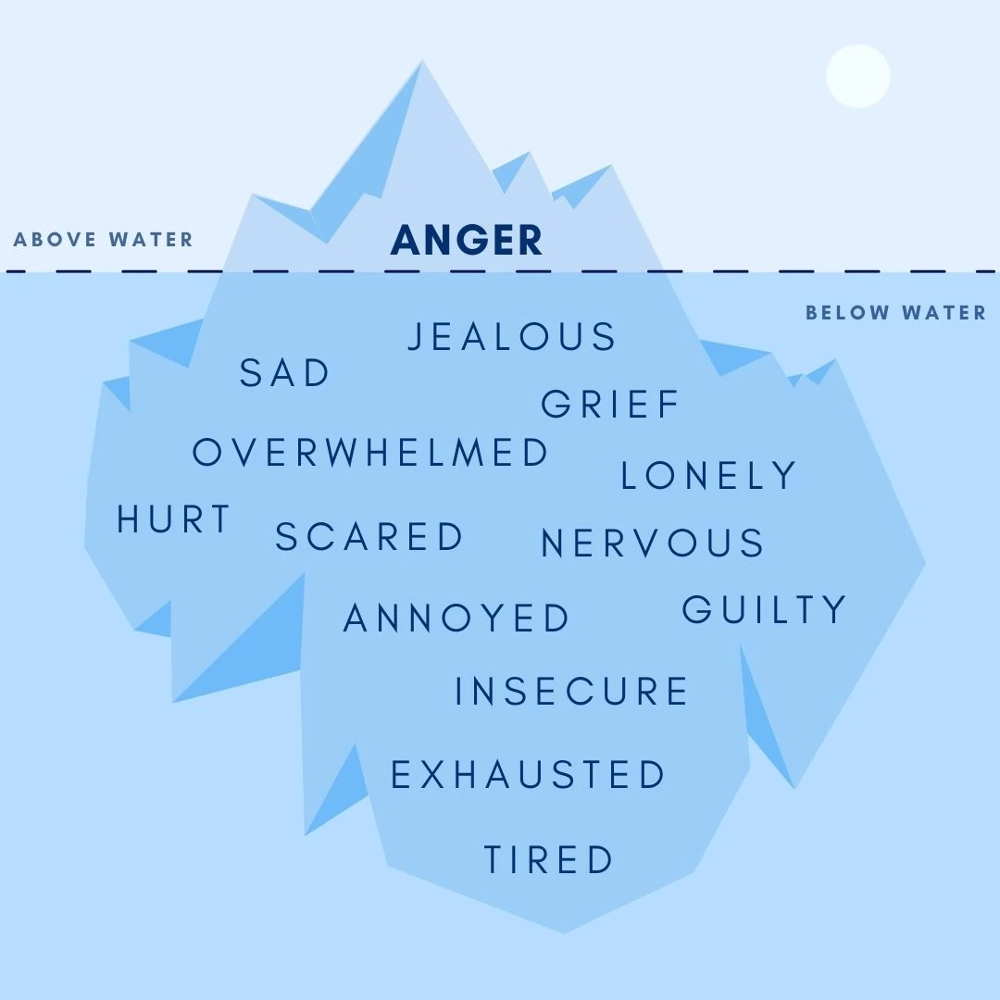 ABOVE WATER
ANGER
BELOW WATER
JEALOUS
SAD
GRIEF
OVERWHELMED
LONELY
HURT
SCARED
NERVOUS
ANNOYED
GUILTY
INSECURE
EXHAUSTED
TIRED